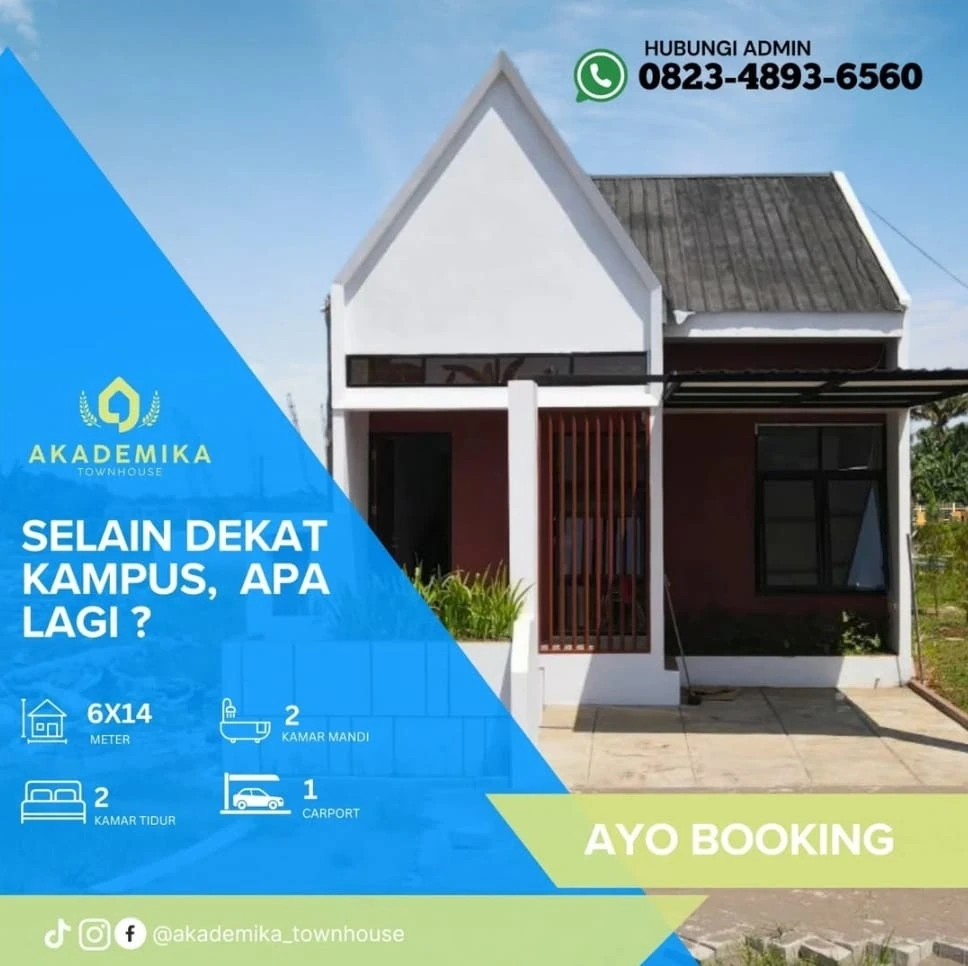 HUBUNGI ADMIN
0823-4893-6560
AKADEMIKA
TOWNHOUSE
SELAIN DEKAT
KAMPUS, APA
LAGI ?
6X14
METER
2
KAMAR MANDI
2
KAMAR TIDUR
1
CARPORT
AYO BOOKING
@akademika_townhouse